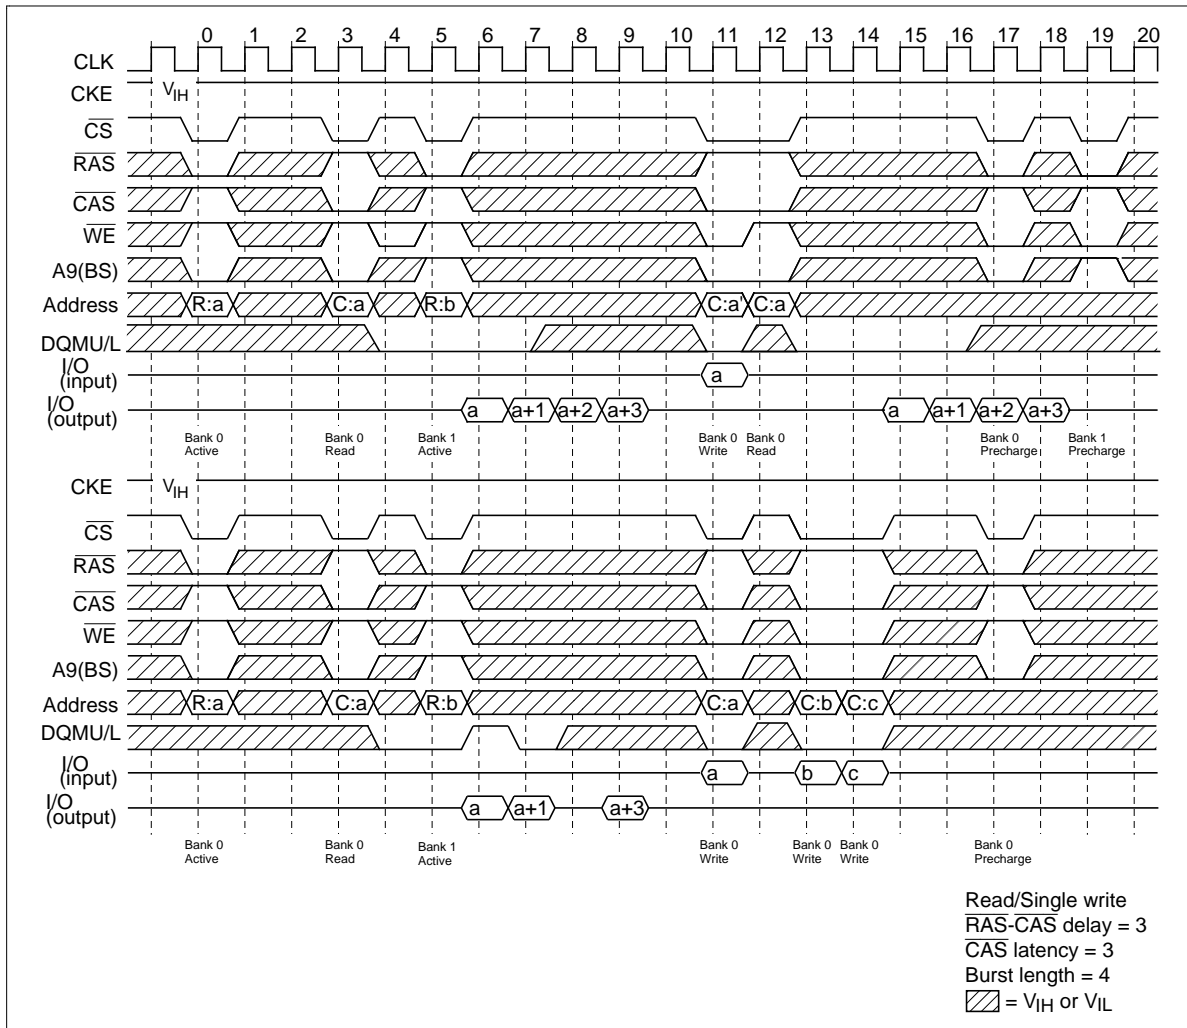 0 1 2 3 4 5 6 7 8 9 10 11 12 13 14 15 16 17 18 19 20
CLK
CKE VIH
CS
RAS
CAS
WE
A9(BS)
Address R:a C:a R:b C:a' C:a
DQMU/L
I/O
(input) a
I/O
(output) a a+1 a+2 a+3 a a+1 a+2 a+3
Bank 0 Bank 0 Bank 1 Bank 0 Bank 0 Bank 0 Bank 1
Active Read Active Write Read Precharge Precharge
CKE VIH
CS
RAS
CAS
WE
A9(BS)
Address R:a C:a R:b C:a C:b C:c
DQMU/L
I/O
(input) a b c
I/O
(output) a a+1 a+3
Bank 0 Bank 0 Bank 1 Bank 0 Bank 0 Bank 0 Bank 0
Active Read Active Write Write Write Precharge
Read/Single write
RAS-CAS delay = 3
CAS latency = 3
Burst length = 4
= VIH or VIL